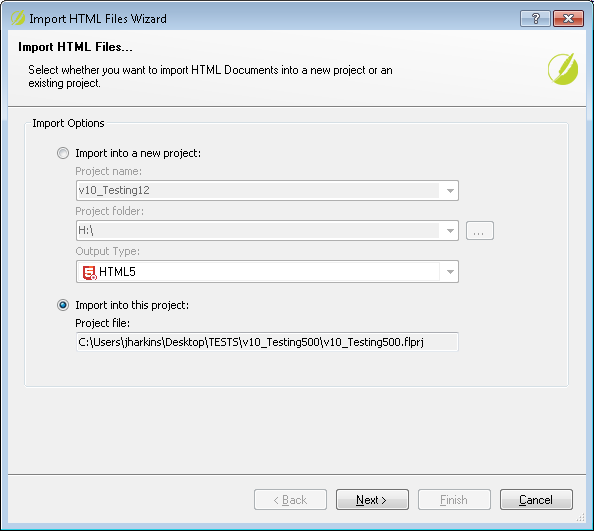 Import HTML Files Wizard
?
Import HTML Files...
Select whether you want to import HTML Documents into a new project or an
existing project.
Import Options
Import into a new project:
Project name:
v10_Testing12
Project folder:
H:\
...
Output Type:
HTML5
Import into this project:
Project file:
C:\Users\jharkins\Desktop\TESTS\v10_Testing500\v10_Testing500.flprj
< Back
Next >
Finish
Cancel